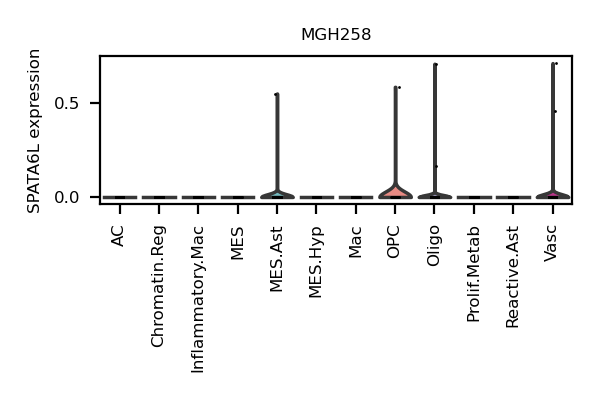 MGH258
SPATA6L expression
0.5
0.0
AC
Chromatin.Reg
Inflammatory.Mac
MES
MES.Ast
MES.Hyp
Mac
OPC
Oligo
Prolif.Metab
Reactive.Ast
Vasc